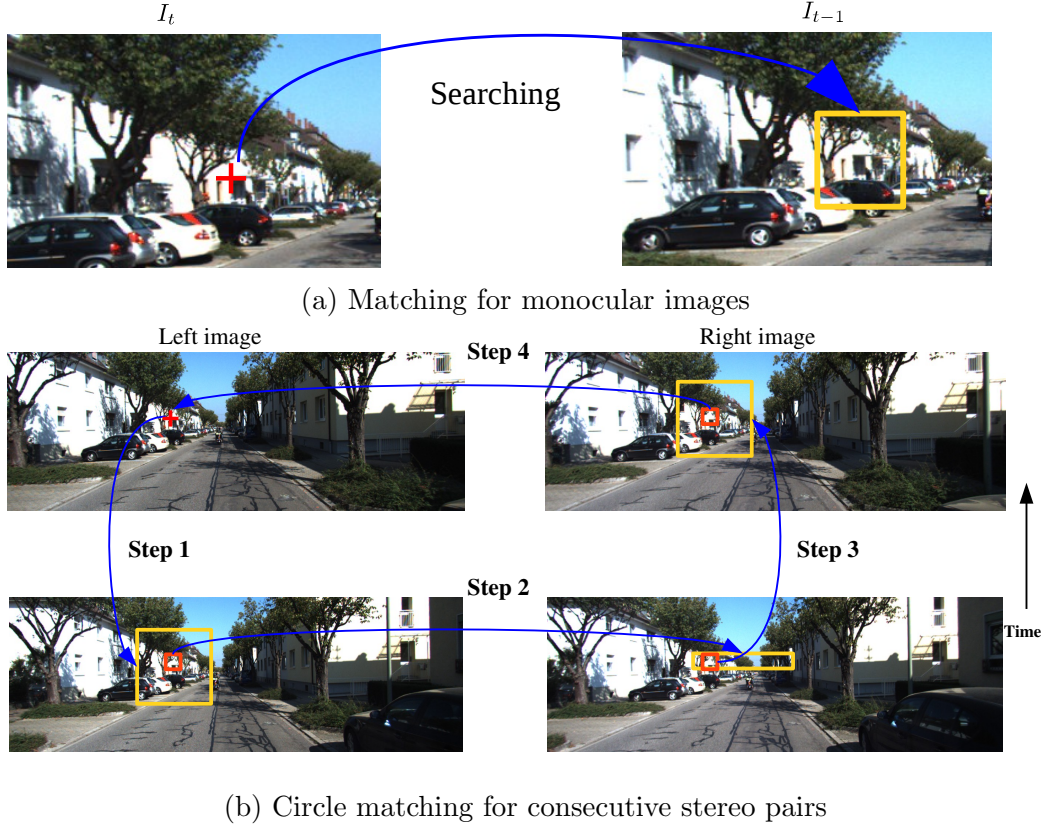 I_t
I_{t-1}
Searching
(a) Matching for monocular images
Left image
Right image
Step 4
Step 1
Step 3
Step 2
Time
(b) Circle matching for consecutive stereo pairs